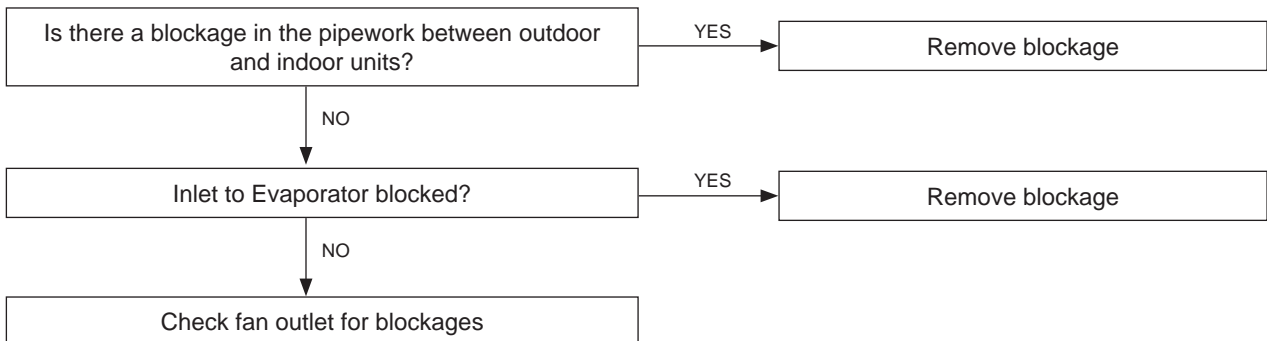 Is there a blockage in the pipework between outdoor
and indoor units?
YES
Remove blockage
NO
Inlet to Evaporator blocked?
YES
Remove blockage
NO
Check fan outlet for blockages